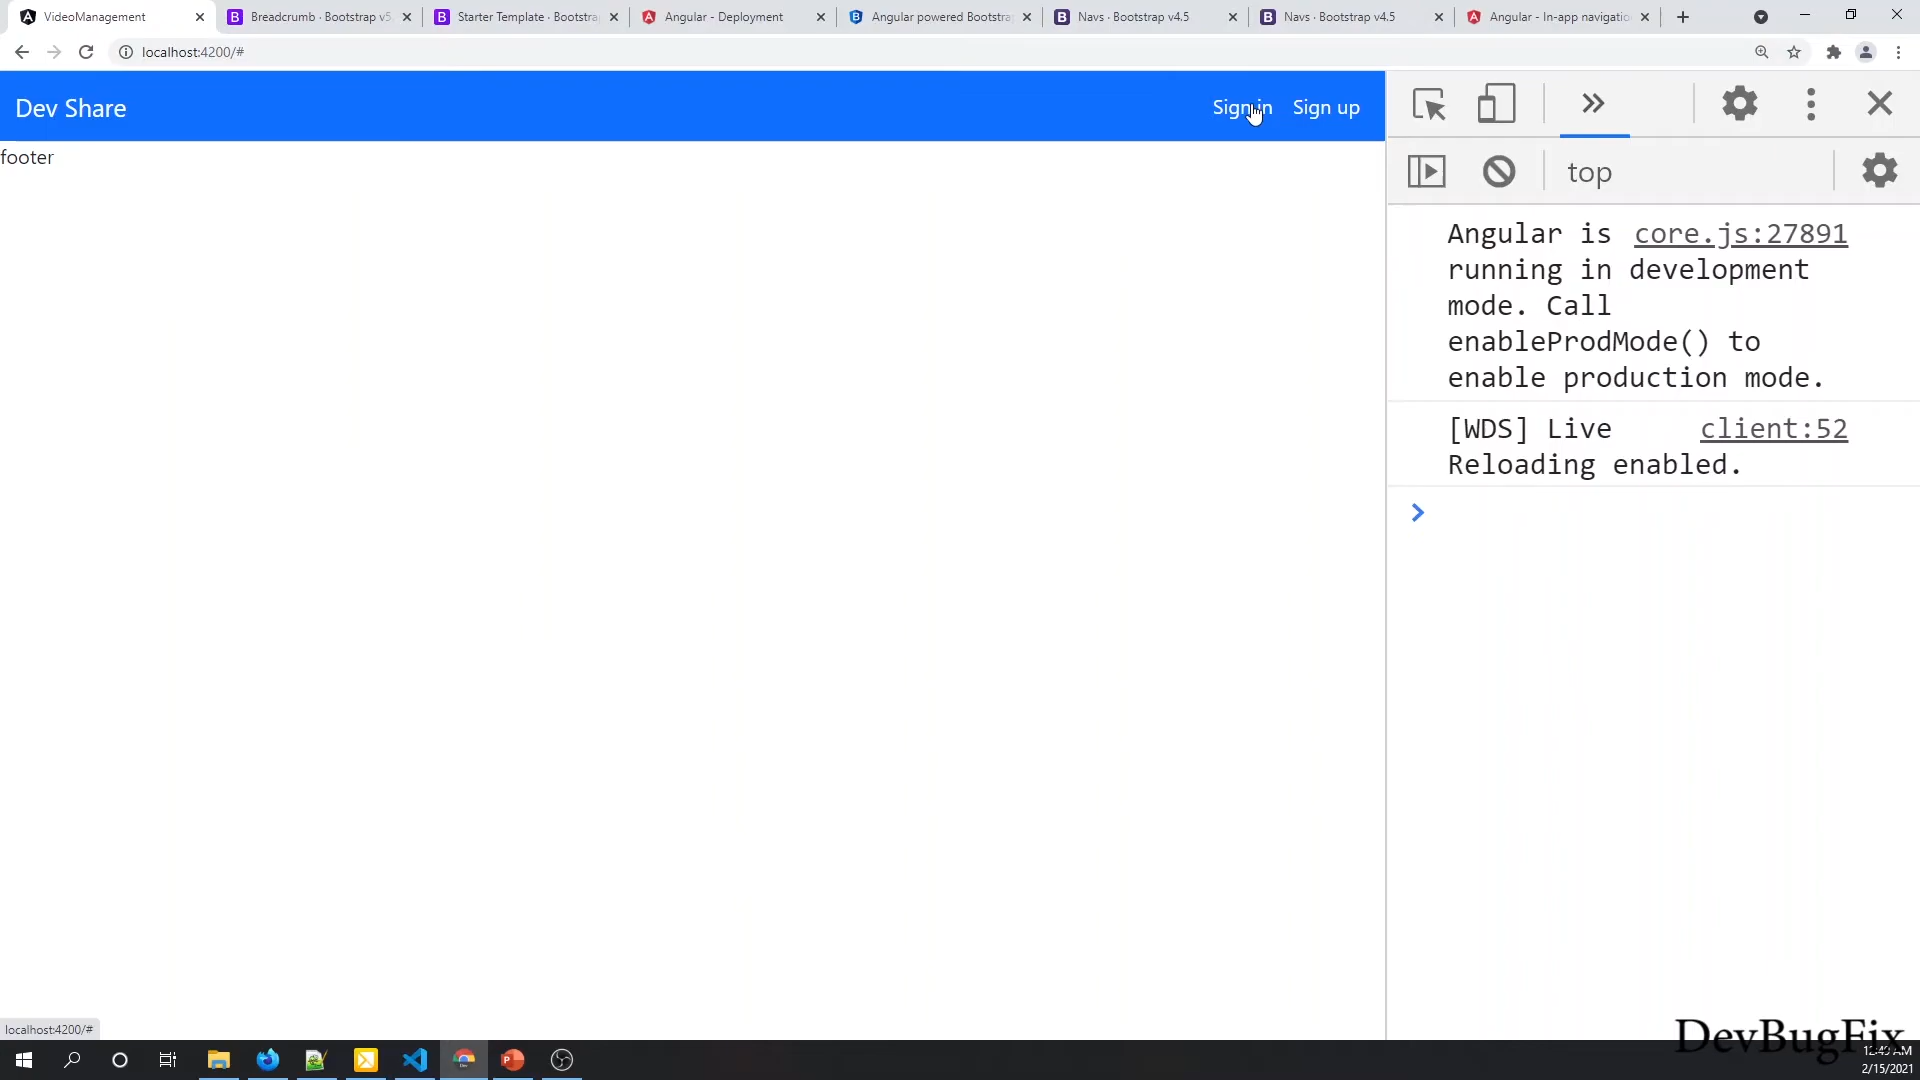 VideoManagement
Breadcrumb · Bootstrap v5.
Starter Template · Bootstra
Angular - Deployment
Angular powered Bootstra
Navs · Bootstrap v4.5
Navs · Bootstrap v4.5
Angular - In-app navigatio
localhost:4200/#
Dev Share
Sign in
Sign up
footer
top
Angular is core.js:27891
running in development
mode. Call
enableProdMode() to
enable production mode.
[WDS] Live client:52
Reloading enabled.
localhost:4200/#
DevBugFix
12:49 AM
2/15/2021